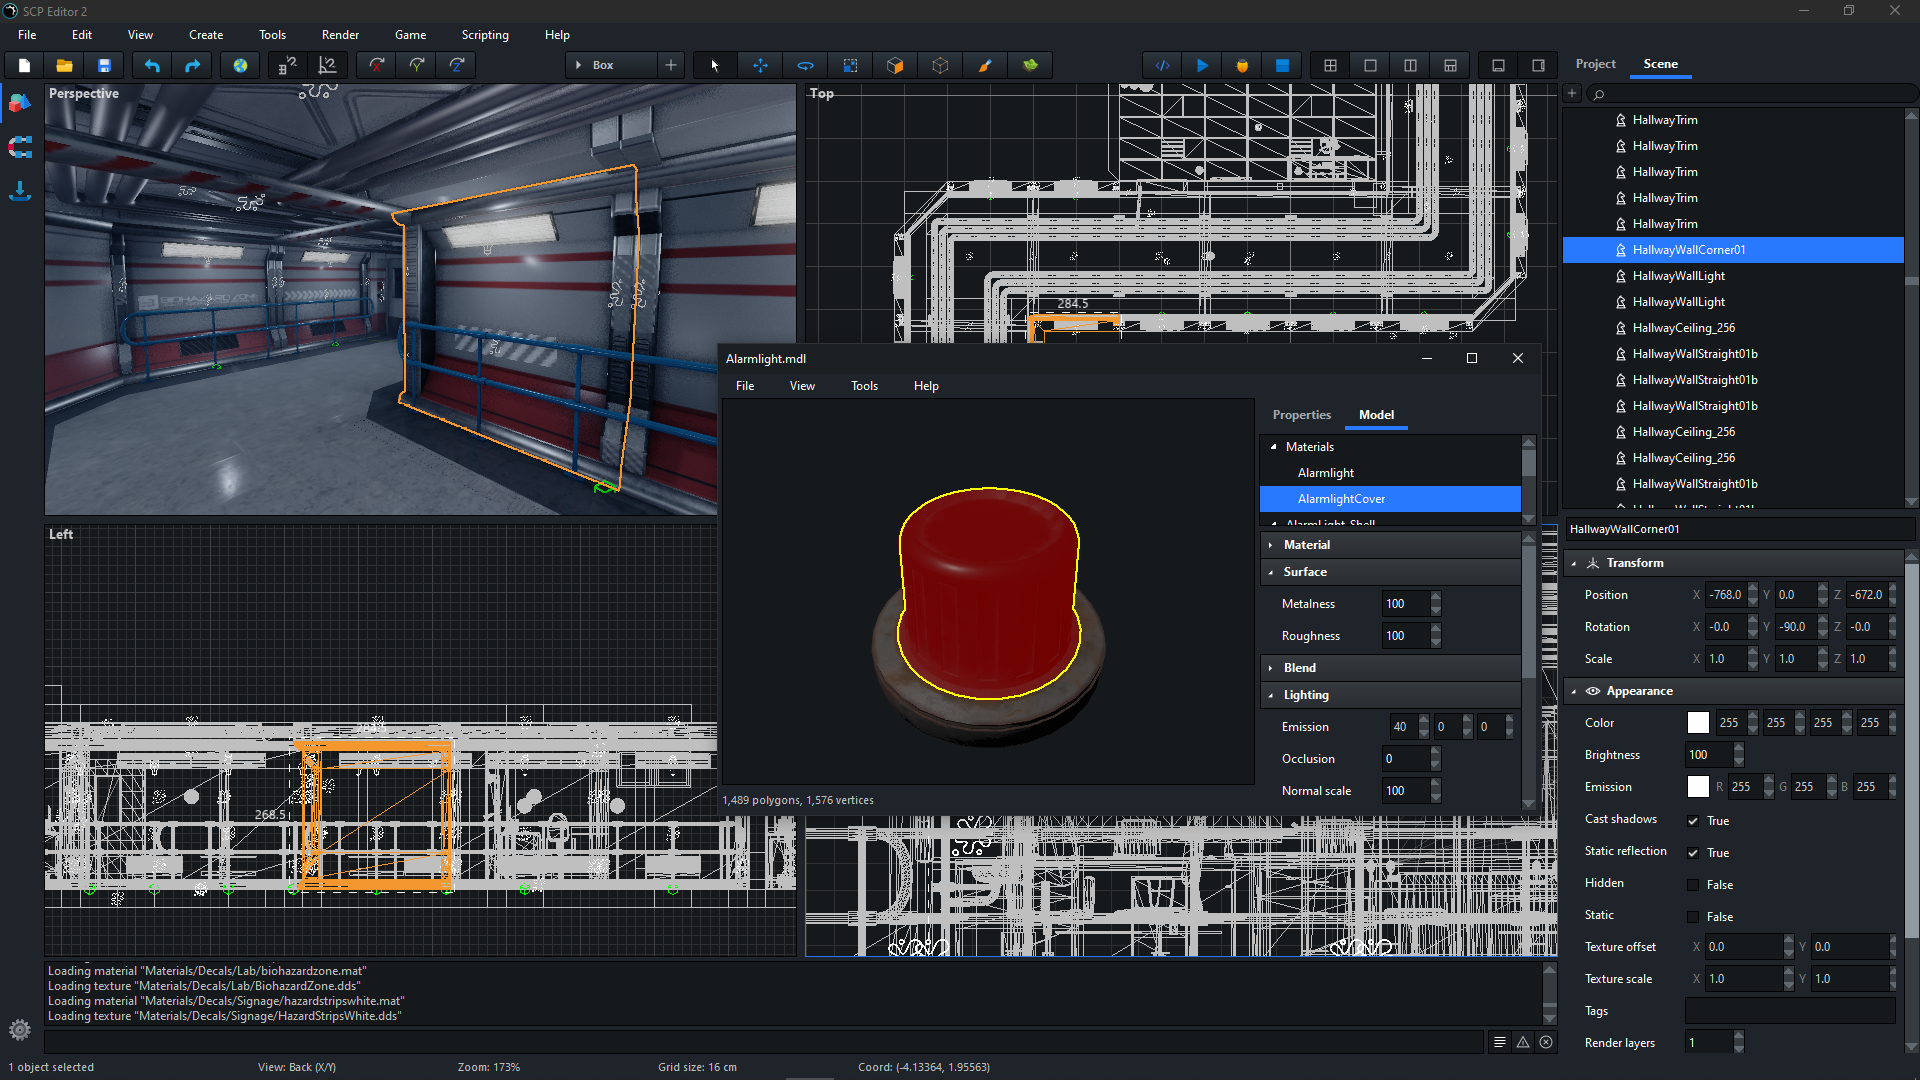 SCP Editor 2
File Edit View Create Tools Render Game Scripting Help
Box
Project Scene
Perspective
Top
284.5
HallwayTrim
HallwayTrim
HallwayTrim
HallwayTrim
HallwayTrim
HallwayWallCorner01
HallwayWallLight
HallwayWallLight
HallwayCeiling_256
HallwayWallStraight01b
HallwayWallStraight01b
HallwayWallStraight01b
HallwayCeiling_256
HallwayCeiling_256
HallwayWallStraight01b
Alarmlight.mdl
File View Tools Help
Properties Model
Materials
Alarmlight
AlarmlightCover
AlarmLight_Shell
Material
Surface
Metalness 100
Roughness 100
Blend
Lighting
Emission 40 0 0
Occlusion 0
Normal scale 100
1,489 polygons, 1,576 vertices
Left
268.5
HallwayWallCorner01
Transform
Position X -768.0 Y 0.0 Z -672.0
Rotation X -0.0 Y -90.0 Z -0.0
Scale X 1.0 Y 1.0 Z 1.0
Appearance
Color 255 255 255 255
Brightness 100
Emission R 255 G 255 B 255
Cast shadows True
Static reflection True
Hidden False
Static False
Texture offset X 0.0 Y 0.0
Texture scale X 1.0 Y 1.0
Tags
Render layers 1
Loading material "Materials/Decals/Lab/biohazardzone.mat"
Loading texture "Materials/Decals/Lab/BiohazardZone.dds"
Loading material "Materials/Decals/Signage/hazardstripswhite.mat"
Loading texture "Materials/Decals/Signage/HazardStripsWhite.dds"
1 object selected View: Back (X/Y) Zoom: 173% Grid size: 16 cm Coord: (-4.13364, 1.95563)